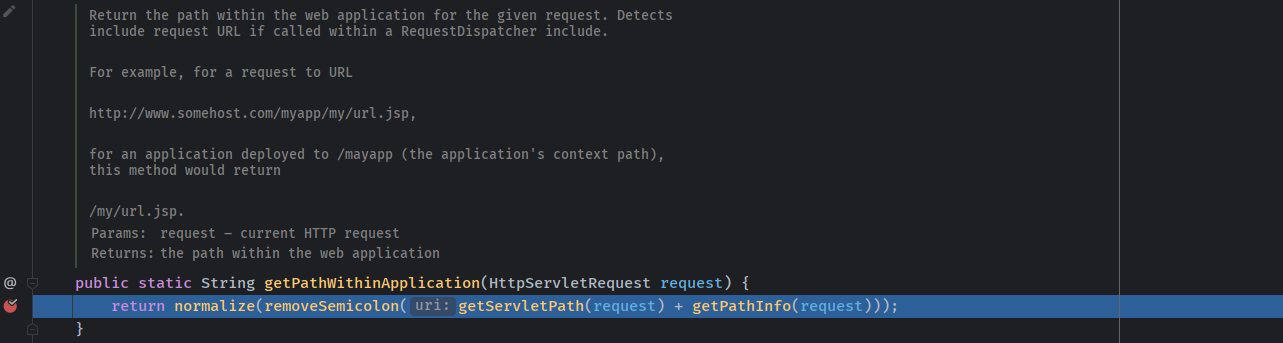 Return the path within the web application for the given request. Detects
include request URL if called within a RequestDispatcher include.
For example, for a request to URL
http://www.somehost.com/myapp/my/url.jsp,
for an application deployed to /mayapp (the application's context path),
this method would return
/my/url.jsp.
Params: request – current HTTP request
Returns: the path within the web application
@ public static String getPathWithinApplication(HttpServletRequest request) {
return normalize(removeSemicolon( uri: getServletPath(request) + getPathInfo(request)));
}